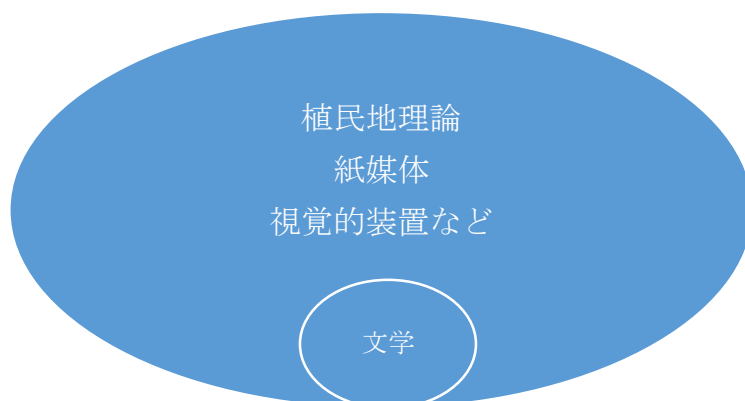 植民地理論
紙媒体
視覚的装置など
文学